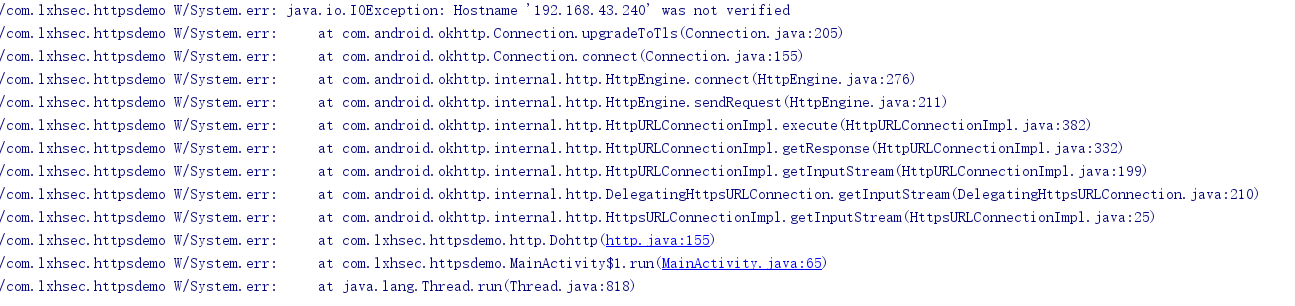 /com.lxhsec.httpsdemo W/System.err: java.io.IOException: Hostname '192.168.43.240' was not verified
/com.lxhsec.httpsdemo W/System.err:     at com.android.okhttp.Connection.upgradeToTls(Connection.java:205)
/com.lxhsec.httpsdemo W/System.err:     at com.android.okhttp.Connection.connect(Connection.java:155)
/com.lxhsec.httpsdemo W/System.err:     at com.android.okhttp.internal.http.HttpEngine.connect(HttpEngine.java:276)
/com.lxhsec.httpsdemo W/System.err:     at com.android.okhttp.internal.http.HttpEngine.sendRequest(HttpEngine.java:211)
/com.lxhsec.httpsdemo W/System.err:     at com.android.okhttp.internal.http.HttpURLConnectionImpl.execute(HttpURLConnectionImpl.java:382)
/com.lxhsec.httpsdemo W/System.err:     at com.android.okhttp.internal.http.HttpURLConnectionImpl.getResponse(HttpURLConnectionImpl.java:332)
/com.lxhsec.httpsdemo W/System.err:     at com.android.okhttp.internal.http.HttpURLConnectionImpl.getInputStream(HttpURLConnectionImpl.java:199)
/com.lxhsec.httpsdemo W/System.err:     at com.android.okhttp.internal.http.DelegatingHttpsURLConnection.getInputStream(DelegatingHttpsURLConnection.java:210)
/com.lxhsec.httpsdemo W/System.err:     at com.android.okhttp.internal.http.HttpsURLConnectionImpl.getInputStream(HttpsURLConnectionImpl.java:25)
/com.lxhsec.httpsdemo W/System.err:     at com.lxhsec.httpsdemo.http.Dohttp(http.java:155)
/com.lxhsec.httpsdemo W/System.err:     at com.lxhsec.httpsdemo.MainActivity$1.run(MainActivity.java:65)
/com.lxhsec.httpsdemo W/System.err:     at java.lang.Thread.run(Thread.java:818)